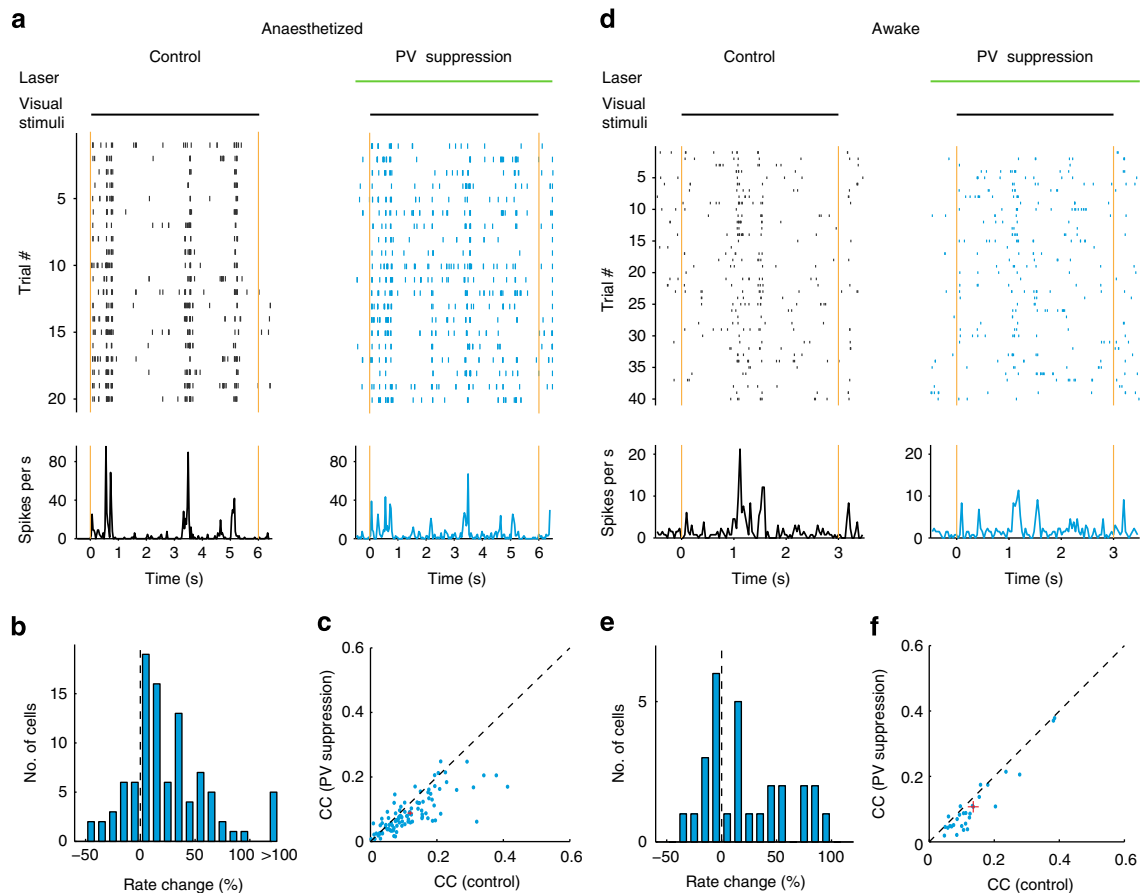 a
Anaesthetized
Control
PV suppression
Laser
Visual
stimuli
Trial #
5
10
15
20
Spikes per s
80
40
0
80
40
0
0 1 2 3 4 5 6
0 1 2 3 4 5 6
Time (s)
Time (s)
d
Awake
Control
PV suppression
Trial #
5
10
15
20
25
30
35
40
Spikes per s
20
10
0
20
10
0
0 1 2 3
0 1 2 3
Time (s)
Time (s)
b
No. of cells
15
10
5
0
−50 0 50 100 >100
Rate change (%)
c
CC (PV suppression)
0.6
0.4
0.2
0
0 0.2 0.4 0.6
CC (control)
e
No. of cells
6
3
0
−50 0 50 100
Rate change (%)
f
CC (PV suppression)
0.6
0.4
0.2
0
0 0.2 0.4 0.6
CC (control)